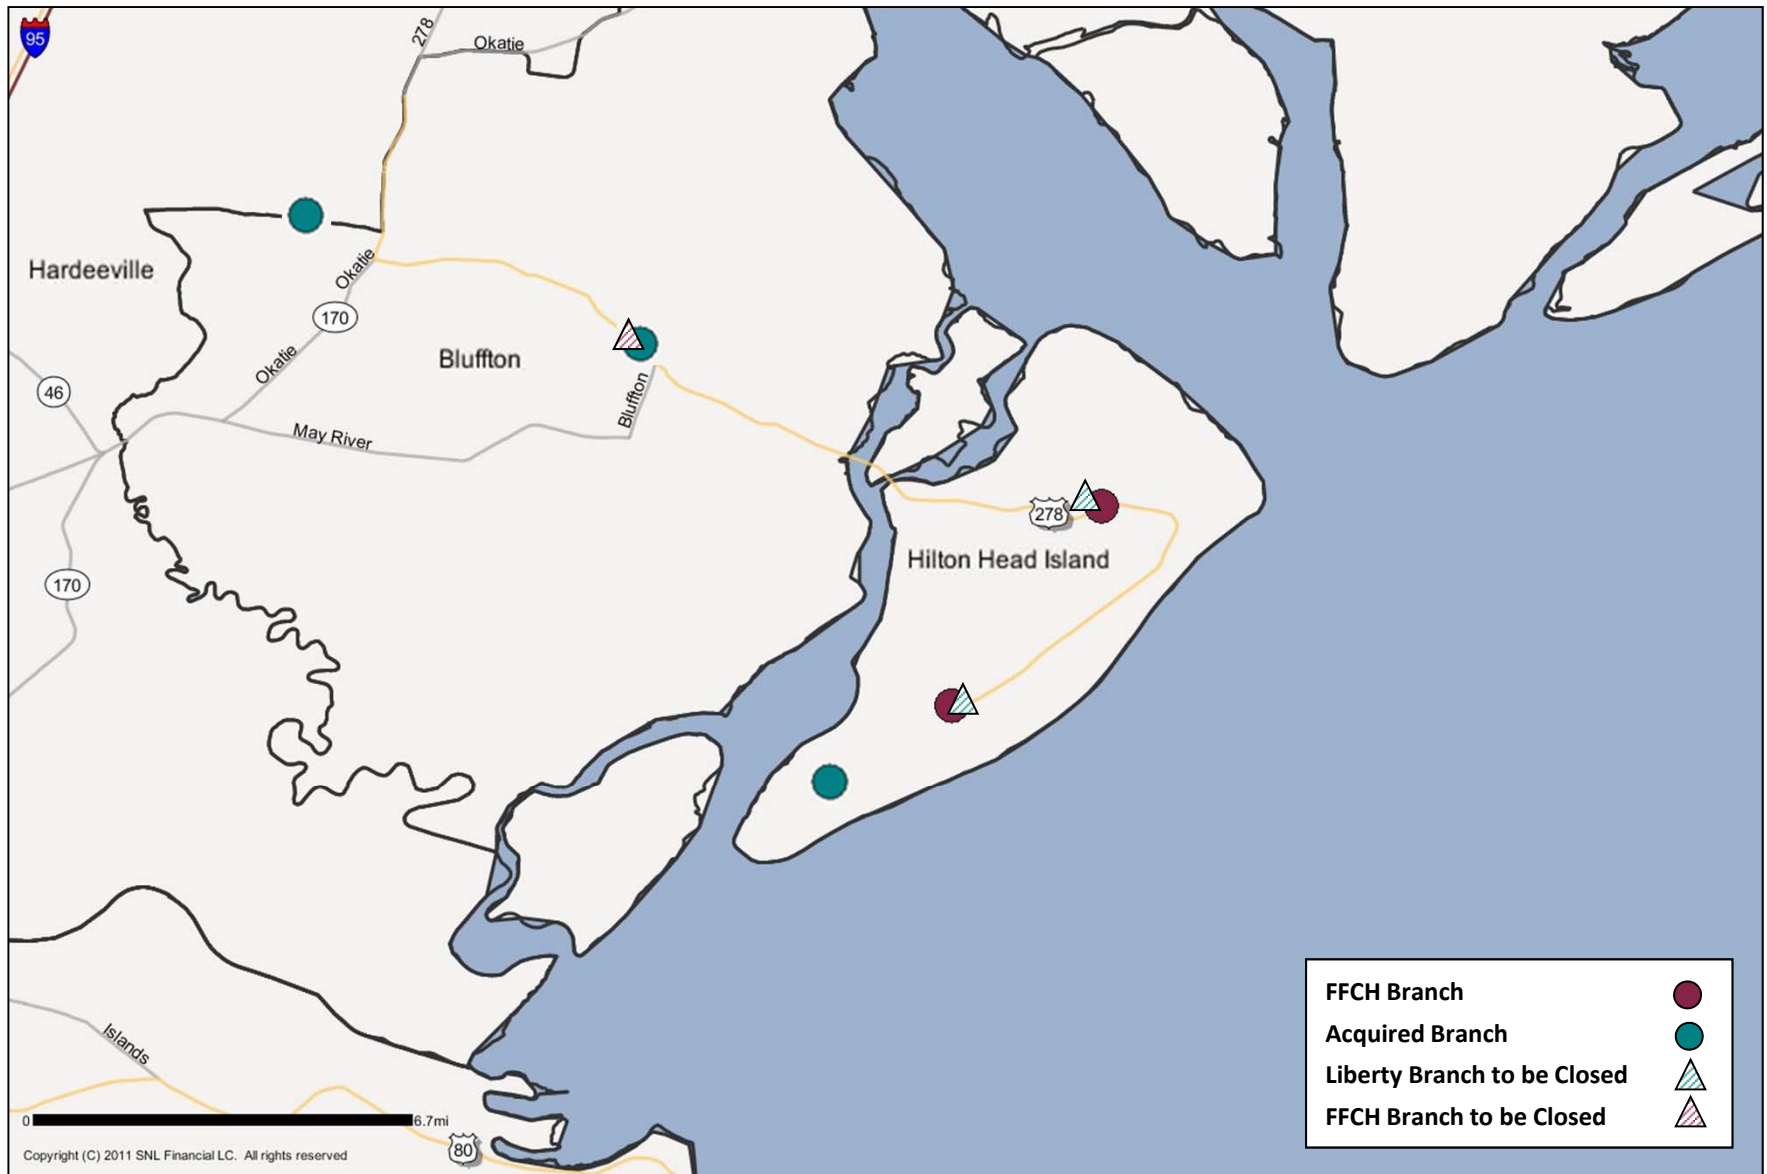 95
278
Okatie
Hardeeville
Okatie
170
Okatie
Bluffton
Bluffton
46
May River
278
Hilton Head Island
170
FFCH Branch
Acquired Branch
Liberty Branch to be Closed
FFCH Branch to be Closed
Islands
0
6.7mi
80
Copyright (C) 2011 SNL Financial LC. All rights reserved